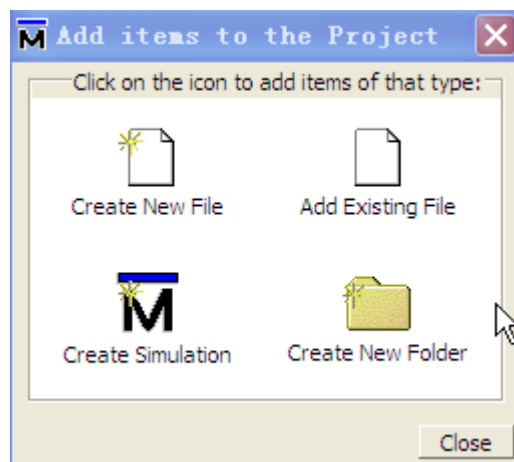 M Add items to the Project
Click on the icon to add items of that type:
Create New File Add Existing File
M
Create Simulation Create New Folder
Close